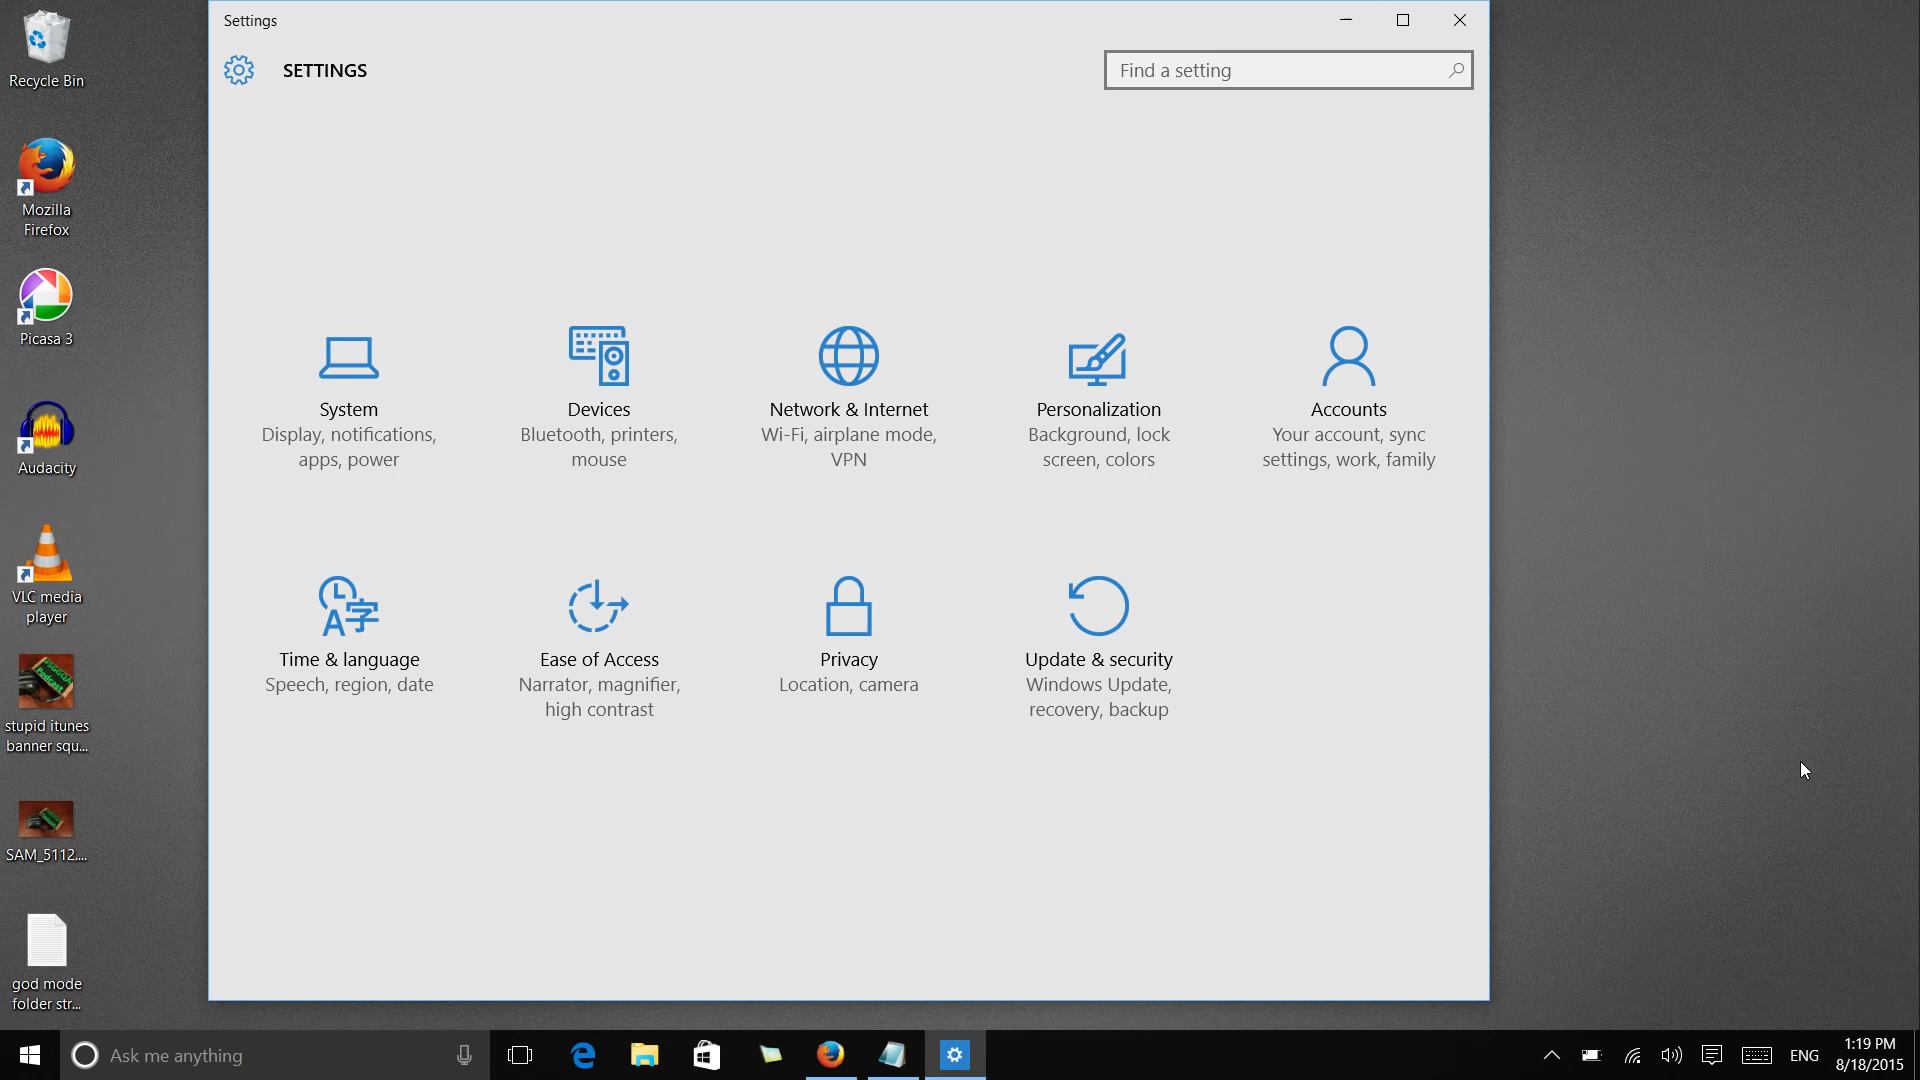 Settings
SETTINGS
Find a setting
System
Display, notifications,
apps, power
Devices
Bluetooth, printers,
mouse
Network & Internet
Wi-Fi, airplane mode,
VPN
Personalization
Background, lock
screen, colors
Accounts
Your account, sync
settings, work, family
Time & language
Speech, region, date
Ease of Access
Narrator, magnifier,
high contrast
Privacy
Location, camera
Update & security
Windows Update,
recovery, backup
Recycle Bin
Mozilla
Firefox
Picasa 3
Audacity
VLC media
player
stupid itunes
banner squ...
SAM_5112....
god mode
folder str...
Ask me anything
ENG
1:19 PM
8/18/2015